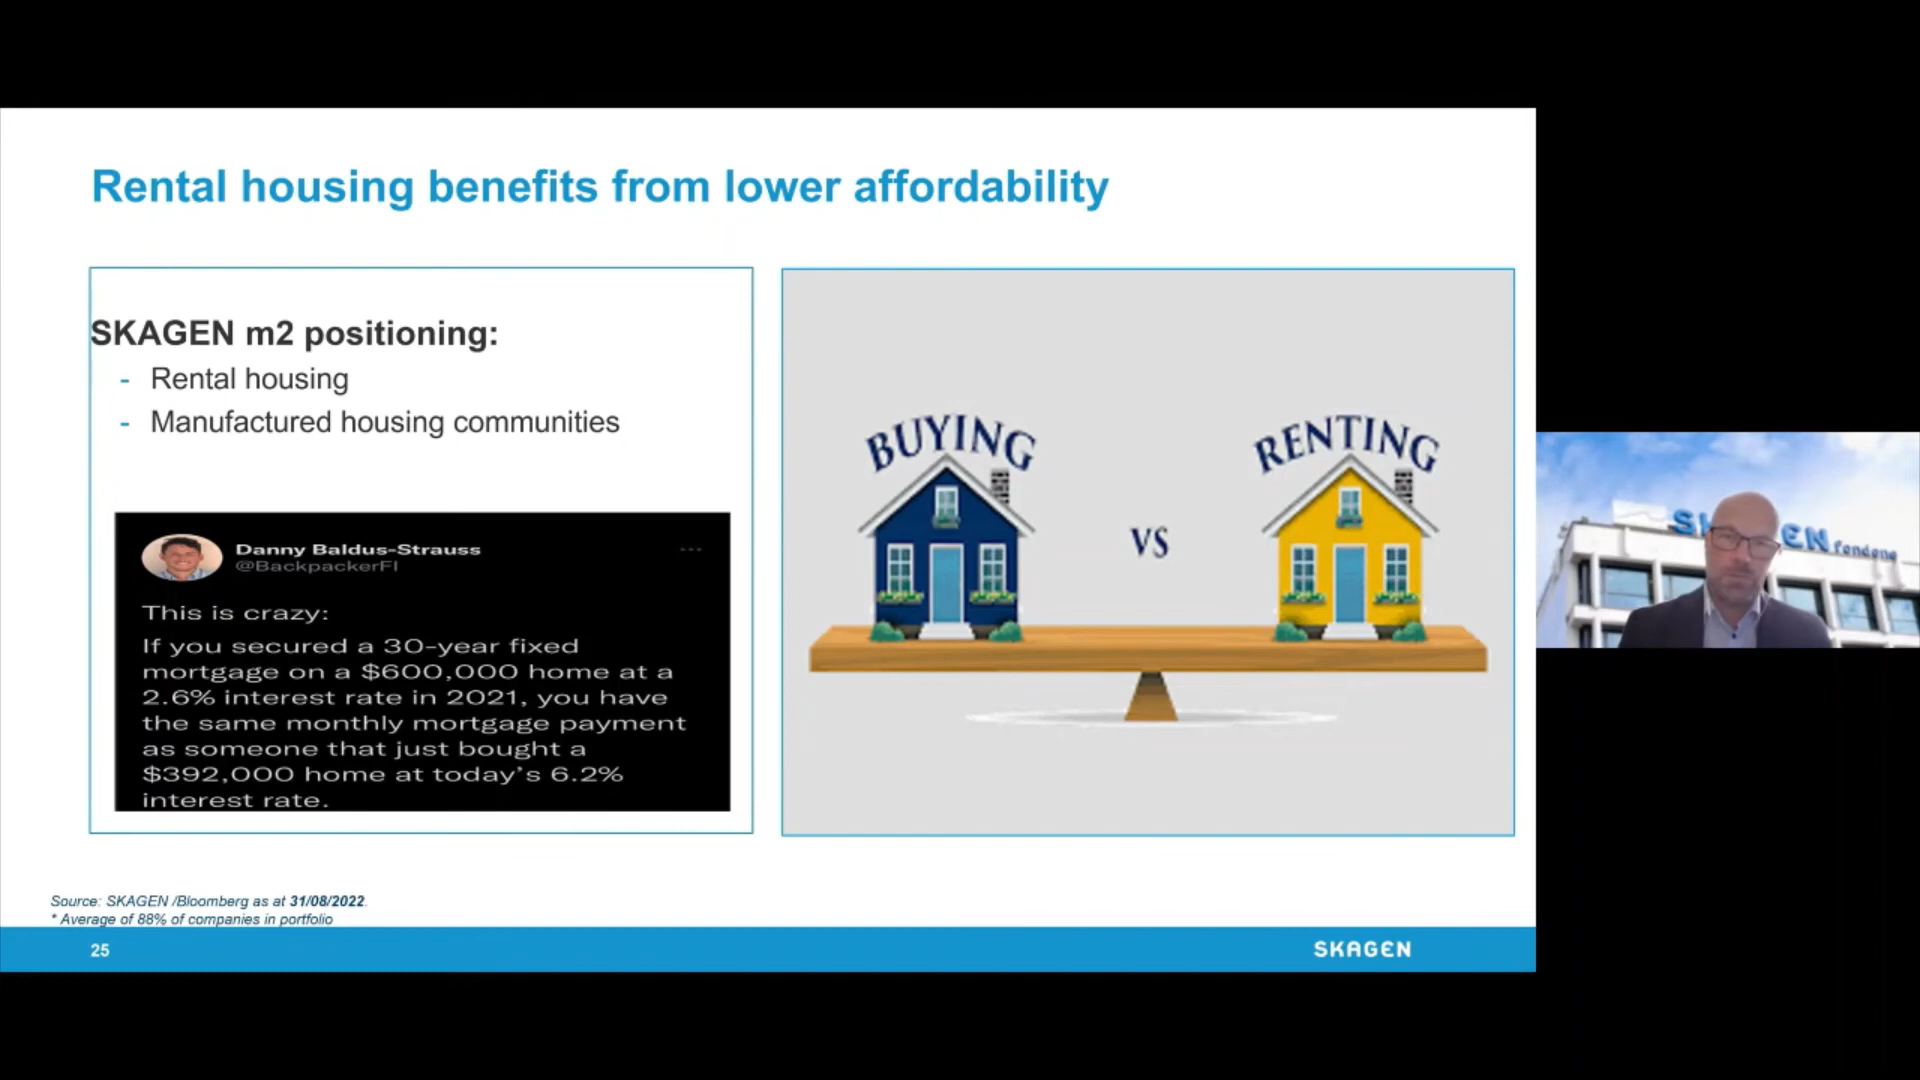 Rental housing benefits from lower affordability
SKAGEN m2 positioning:
- Rental housing
- Manufactured housing communities
Danny Baldus-Strauss
@BackpackerFI
This is crazy:
If you secured a 30-year fixed
mortgage on a $600,000 home at a
2.6% interest rate in 2021, you have
the same monthly mortgage payment
as someone that just bought a
$392,000 home at today's 6.2%
interest rate.
BUYING
VS
RENTING
SK EN fondene
Source: SKAGEN /Bloomberg as at 31/08/2022.
* Average of 88% of companies in portfolio
25
SKAGEN